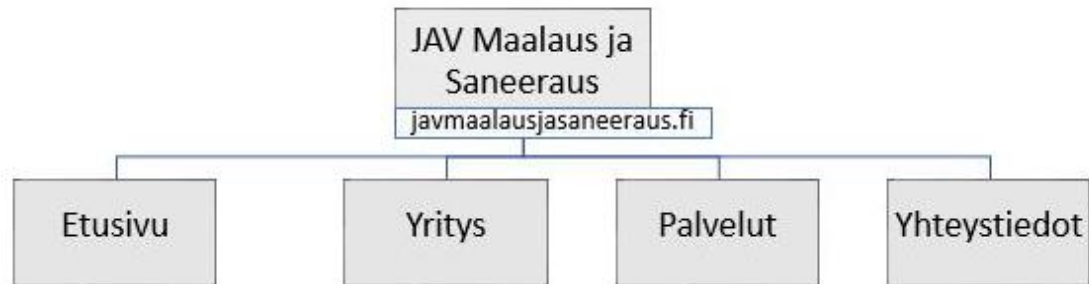 JAV Maalaus ja
Saneeraus
javmaalausjasaneeraus.fi
Etusivu
Yritys
Palvelut
Yhteystiedot